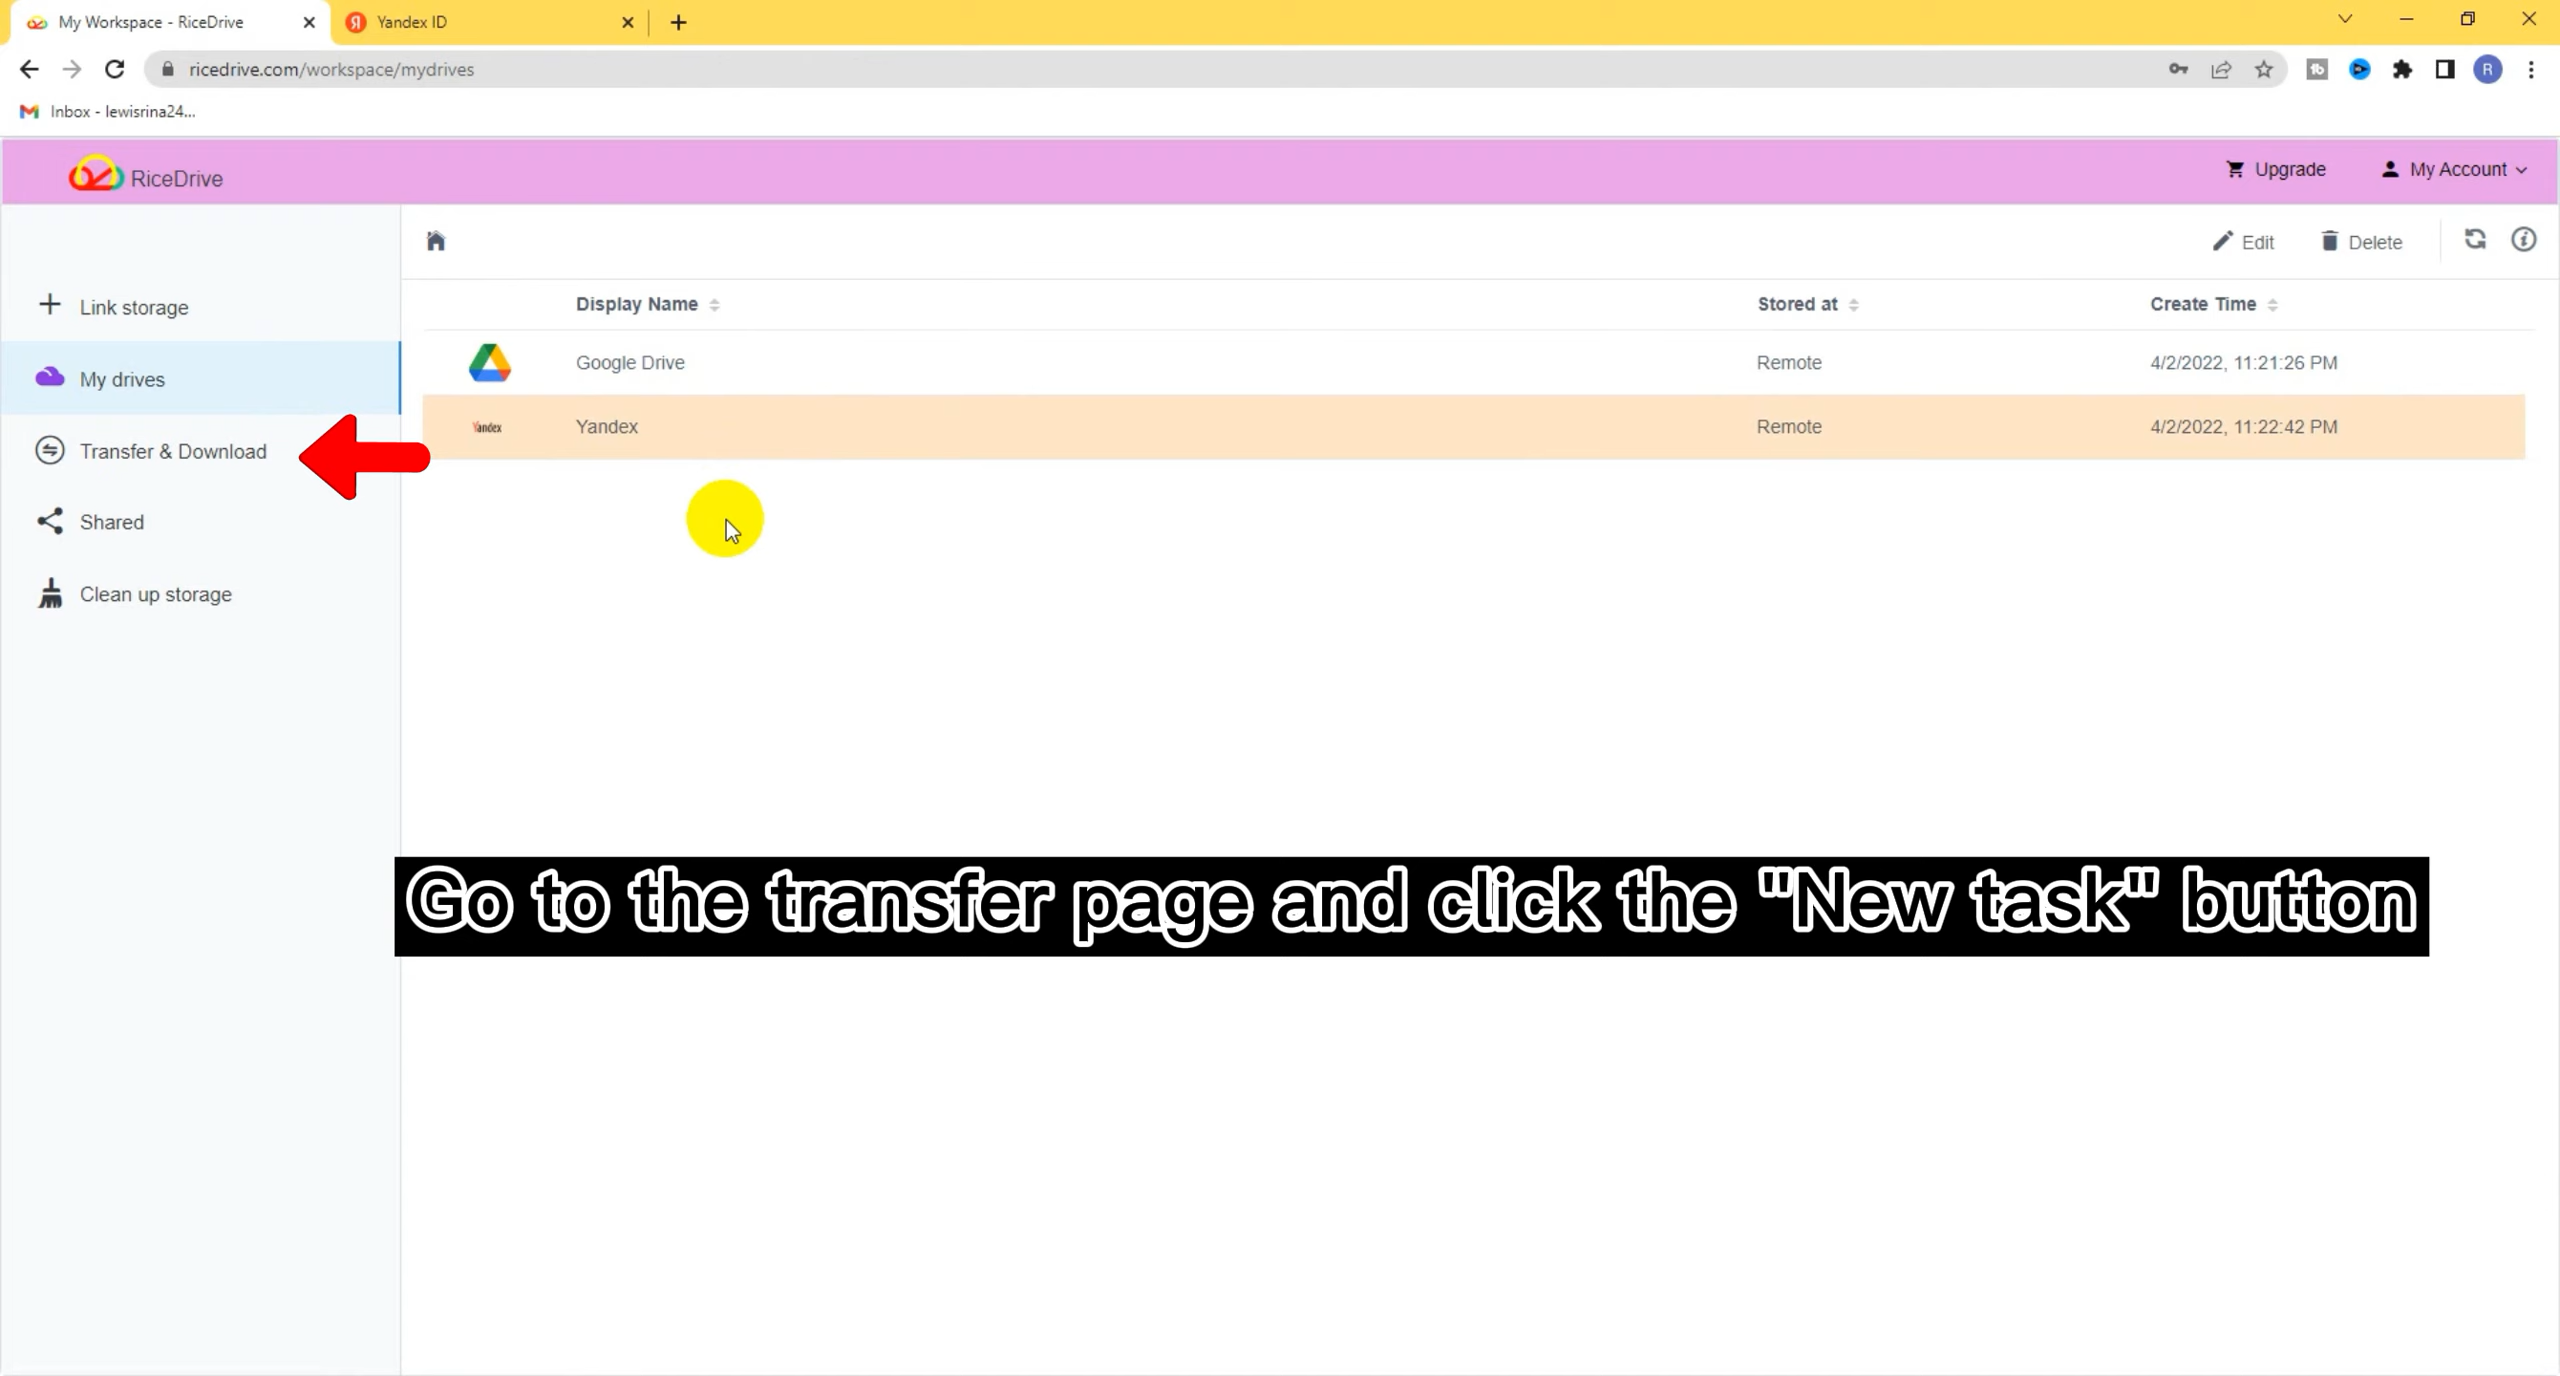 My Workspace - RiceDrive
Yandex ID
ricedrive.com/workspace/mydrives
R
Inbox - lewisrina24...
RiceDrive
Upgrade
My Account
Edit
Delete
Link storage
My drives
Transfer & Download
Shared
Clean up storage
Display Name
Stored at
Create Time
Google Drive
Remote
4/2/2022, 11:21:26 PM
Yandex
Yandex
Remote
4/2/2022, 11:22:42 PM
Go to the transfer page and click the "New task" button